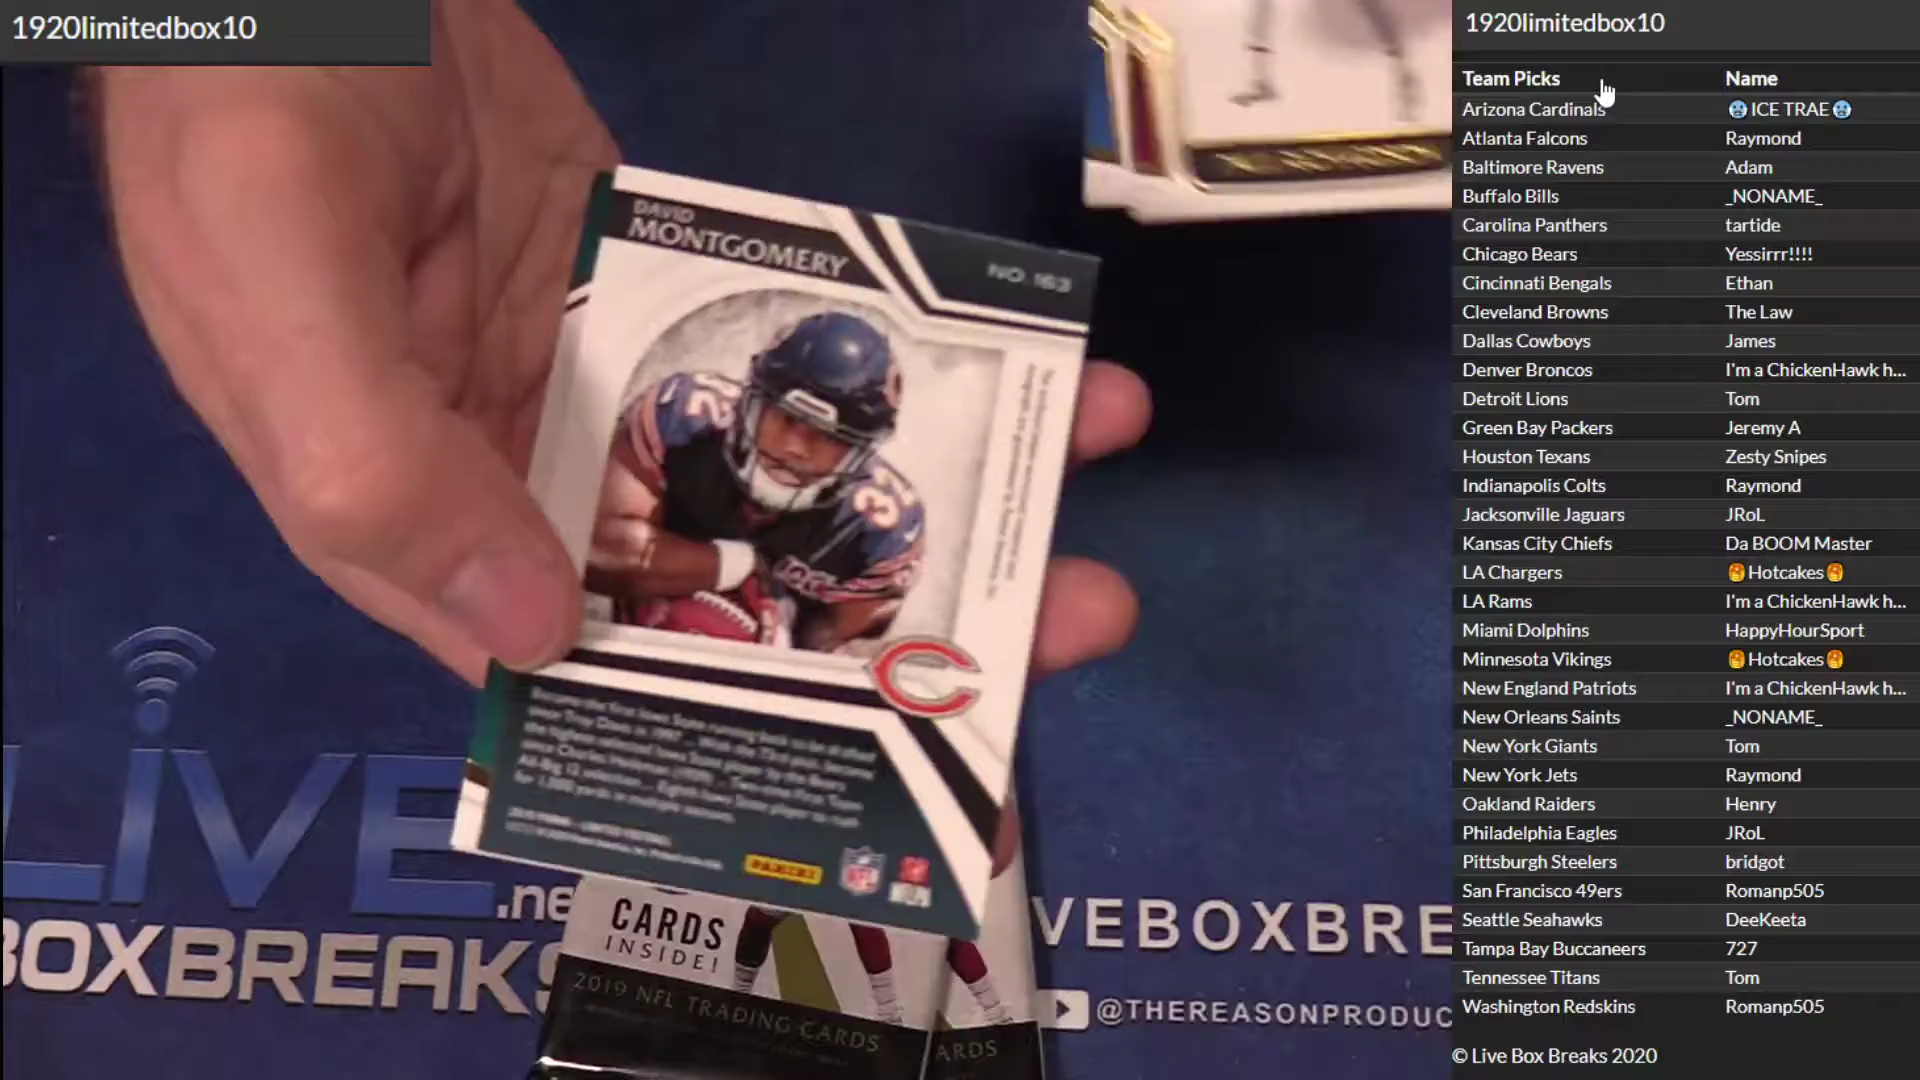 1920limitedbox10
DAVID
MONTGOMERY
NO. 163
32
PANINI
NFL
CARDS
INSIDE!
2019 NFL TRADING CARDS
ARDS
LIVE
.ne
BOXBREAKS
VEBOXBRE
@THEREASONPRODUC
1920limitedbox10
Team Picks Name
Arizona Cardinals 🥶 ICE TRAE 🥶
Atlanta Falcons Raymond
Baltimore Ravens Adam
Buffalo Bills _NONAME_
Carolina Panthers tartide
Chicago Bears Yessirrr!!!!
Cincinnati Bengals Ethan
Cleveland Browns The Law
Dallas Cowboys James
Denver Broncos I'm a ChickenHawk h...
Detroit Lions Tom
Green Bay Packers Jeremy A
Houston Texans Zesty Snipes
Indianapolis Colts Raymond
Jacksonville Jaguars JRoL
Kansas City Chiefs Da BOOM Master
LA Chargers 🥞Hotcakes🥞
LA Rams I'm a ChickenHawk h...
Miami Dolphins HappyHourSport
Minnesota Vikings 🥞Hotcakes🥞
New England Patriots I'm a ChickenHawk h...
New Orleans Saints _NONAME_
New York Giants Tom
New York Jets Raymond
Oakland Raiders Henry
Philadelphia Eagles JRoL
Pittsburgh Steelers bridgot
San Francisco 49ers Romanp505
Seattle Seahawks DeeKeeta
Tampa Bay Buccaneers 727
Tennessee Titans Tom
Washington Redskins Romanp505
© Live Box Breaks 2020